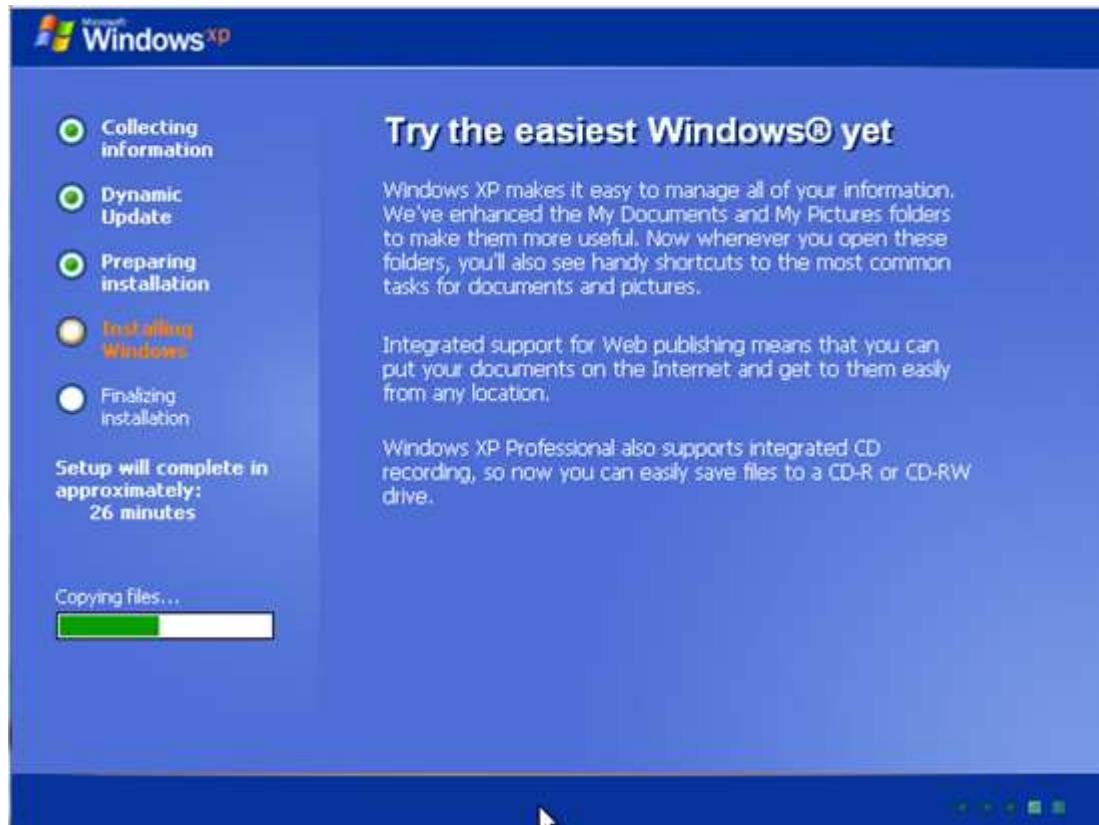 Microsoft
Windows xp
Collecting
information
Dynamic
Update
Preparing
installation
Installing
Windows
Finalizing
installation
Setup will complete in
approximately:
26 minutes
Copying files...
Try the easiest Windows® yet
Windows XP makes it easy to manage all of your information.
We've enhanced the My Documents and My Pictures folders
to make them more useful. Now whenever you open these
folders, you'll also see handy shortcuts to the most common
tasks for documents and pictures.
Integrated support for Web publishing means that you can
put your documents on the Internet and get to them easily
from any location.
Windows XP Professional also supports integrated CD
recording, so now you can easily save files to a CD-R or CD-RW
drive.